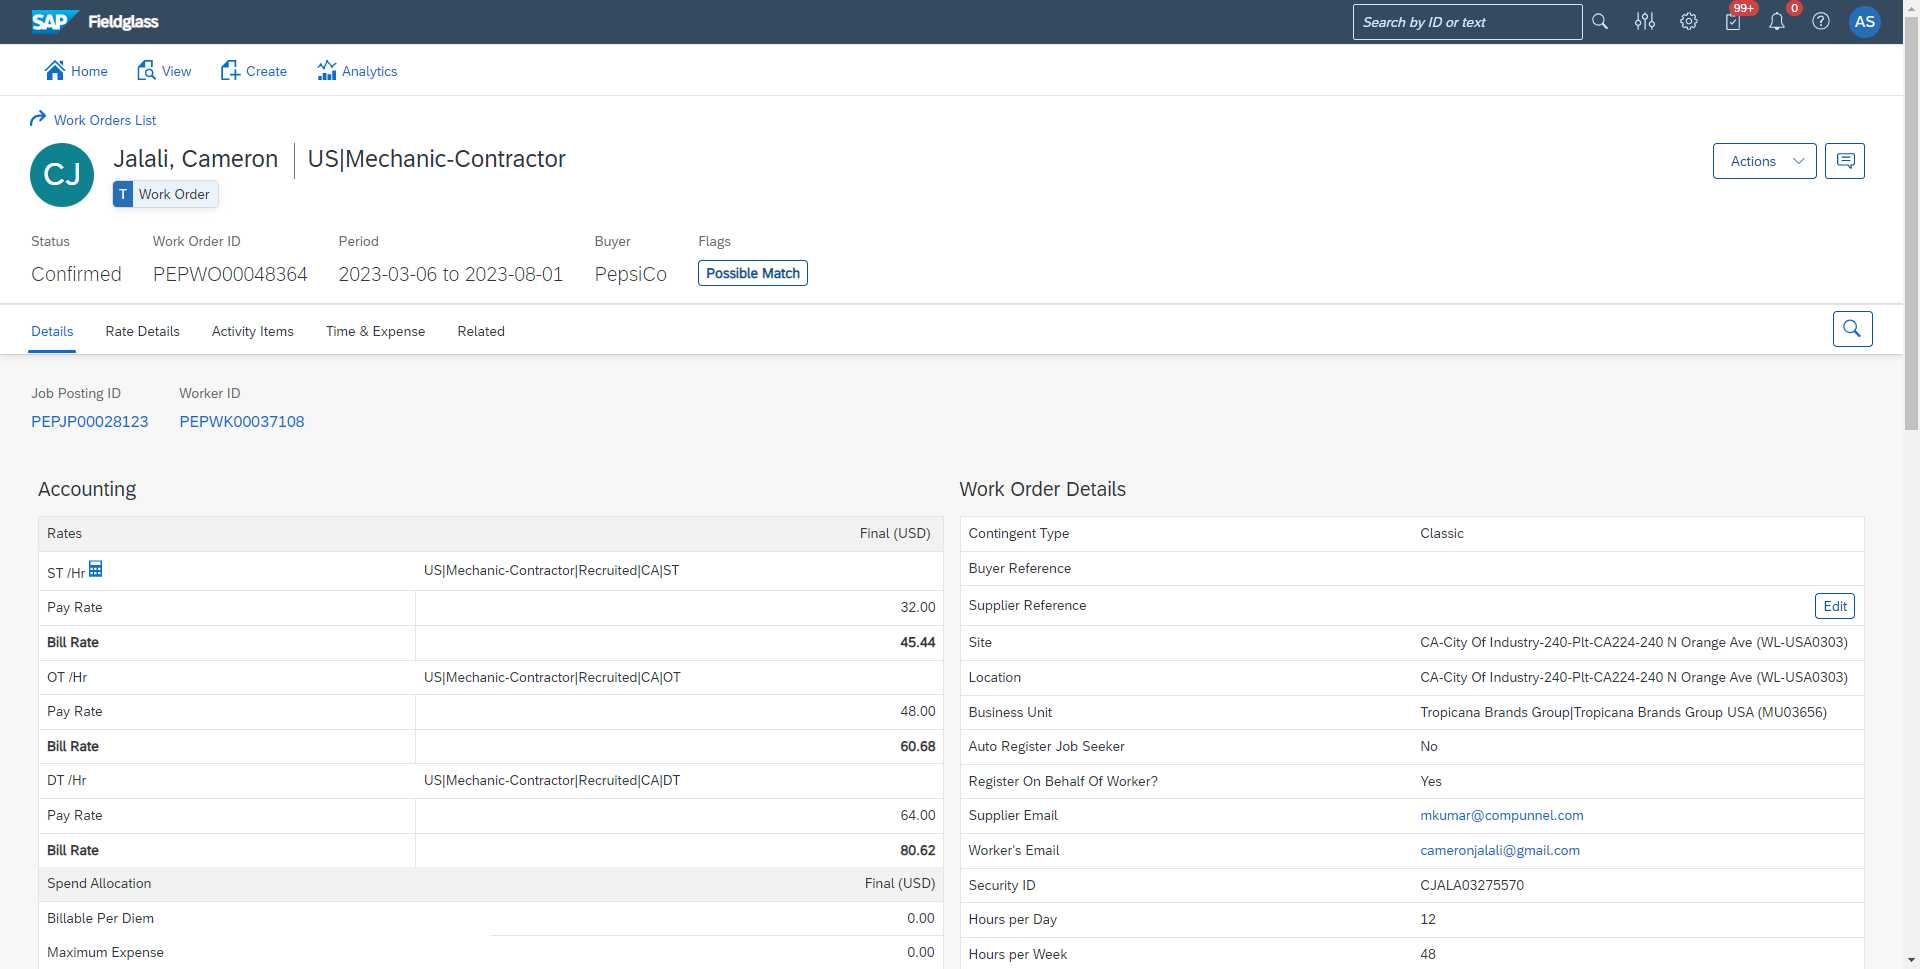 SAP Fieldglass
Search by ID or text
99+
0
AS
Home
View
Create
Analytics
Work Orders List
CJ
Jalali, Cameron
US|Mechanic-Contractor
T Work Order
Actions
Status
Work Order ID
Period
Buyer
Flags
Confirmed
PEPWO00048364
2023-03-06 to 2023-08-01
PepsiCo
Possible Match
Details
Rate Details
Activity Items
Time & Expense
Related
Job Posting ID
Worker ID
PEPJP00028123
PEPWK00037108
Accounting
Rates Final (USD)
ST /Hr US|Mechanic-Contractor|Recruited|CA|ST
Pay Rate 32.00
Bill Rate 45.44
OT /Hr US|Mechanic-Contractor|Recruited|CA|OT
Pay Rate 48.00
Bill Rate 60.68
DT /Hr US|Mechanic-Contractor|Recruited|CA|DT
Pay Rate 64.00
Bill Rate 80.62
Spend Allocation Final (USD)
Billable Per Diem 0.00
Maximum Expense 0.00
Work Order Details
Contingent Type Classic
Buyer Reference
Supplier Reference Edit
Site CA-City Of Industry-240-Plt-CA224-240 N Orange Ave (WL-USA0303)
Location CA-City Of Industry-240-Plt-CA224-240 N Orange Ave (WL-USA0303)
Business Unit Tropicana Brands Group|Tropicana Brands Group USA (MU03656)
Auto Register Job Seeker No
Register On Behalf Of Worker? Yes
Supplier Email mkumar@compunnel.com
Worker's Email cameronjalali@gmail.com
Security ID CJALA03275570
Hours per Day 12
Hours per Week 48